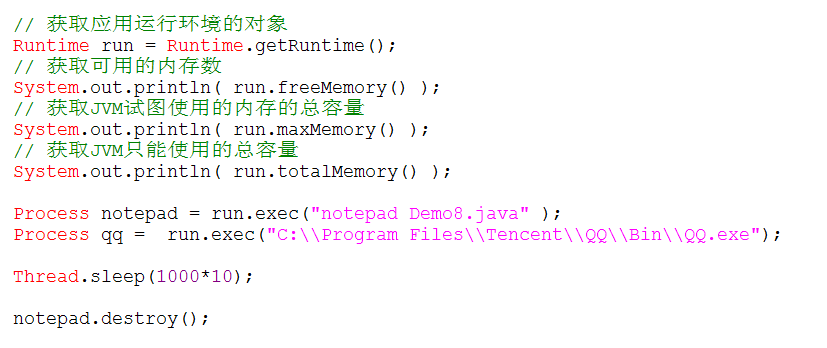 // 获取应用运行环境的对象
Runtime run = Runtime.getRuntime();
// 获取可用的内存数
System.out.println( run.freeMemory() );
// 获取JVM试图使用的内存的总容量
System.out.println( run.maxMemory() );
// 获取JVM只能使用的总容量
System.out.println( run.totalMemory() );
Process notepad = run.exec("notepad Demo8.java" );
Process qq =  run.exec("C:\\Program Files\\Tencent\\QQ\\Bin\\QQ.exe");
Thread.sleep(1000*10);
notepad.destroy();